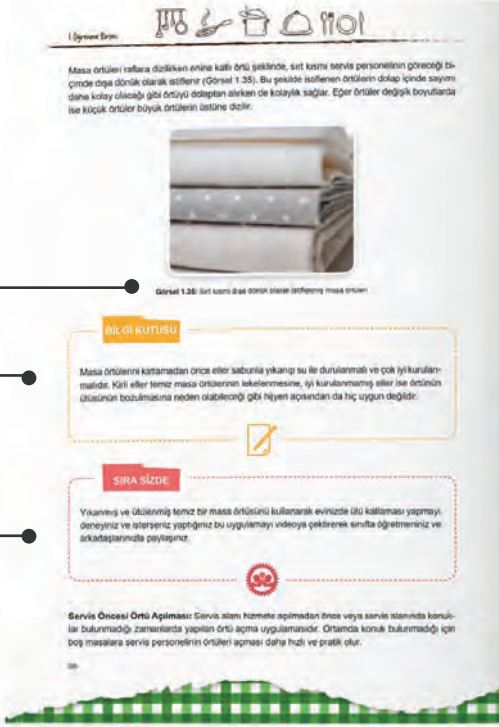 1.Öğrenme Birimi
Masa örtüleri raflara dizilirken enine katlı örtü şeklinde, sırt kısmı servis personelinin göreceği bi-
çimde dışa dönük olarak istiflenir (Görsel 1.35). Bu şekilde istiflenen örtülerin dolap içinde sayımı
daha kolay olacağı gibi örtüyü dolaptan alırken de kolaylık sağlar. Eğer örtüler değişik boyutlarda
ise küçük örtüler büyük örtülerin üstüne dizilir.
Görsel 1.35: Sırt kısmı dışa dönük olarak istiflenmiş masa örtüleri
BİLGİ KUTUSU
Masa örtülerini katlamadan önce eller sabunla yıkanıp su ile durulanmalı ve çok iyi kurulan-
malıdır. Kirli eller temiz masa örtülerinin lekelenmesine, iyi kurulanmamış eller ise örtünün
ütüsünün bozulmasına neden olabileceği gibi hijyen açısından da hiç uygun değildir.
SIRA SİZDE
Yıkanmış ve ütülenmiş temiz bir masa örtüsünü kullanarak evinizde ütü katlaması yapmayı
deneyiniz ve isterseniz yaptığınız bu uygulamayı videoya çektirerek sınıfta öğretmeniniz ve
arkadaşlarınızla paylaşınız.
Servis Öncesi Örtü Açılması: Servis alanı hizmete açılmadan önce veya servis alanında konuk-
lar bulunmadığı zamanlarda yapılan örtü açma uygulamasıdır. Ortamda konuk bulunmadığı için
boş masalara servis personelinin örtüleri açması daha hızlı ve pratik olur.